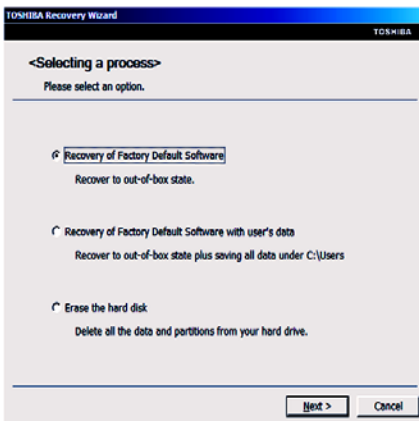 TOSHIBA Recovery Wizard
TOSHIBA
<Selecting a process>
Please select an option.
Recovery of Factory Default Software
Recover to out-of-box state.
Recovery of Factory Default Software with user's data
Recover to out-of-box state plus saving all data under C:\Users
Erase the hard disk
Delete all the data and partitions from your hard drive.
Next > Cancel